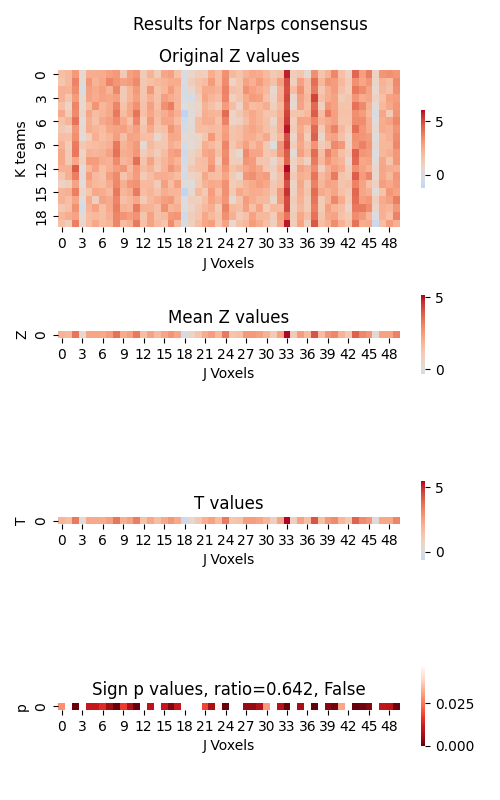 Results for Narps consensus
Original Z values
K teams
0
3
6
9
12
15
18
0 3 6 9 12 15 18 21 24 27 30 33 36 39 42 45 48
J Voxels
5
0
Mean Z values
Z
0
0 3 6 9 12 15 18 21 24 27 30 33 36 39 42 45 48
J Voxels
5
0
T values
T
0
0 3 6 9 12 15 18 21 24 27 30 33 36 39 42 45 48
J Voxels
5
0
Sign p values, ratio=0.642, False
p
0
0 3 6 9 12 15 18 21 24 27 30 33 36 39 42 45 48
J Voxels
0.025
0.000